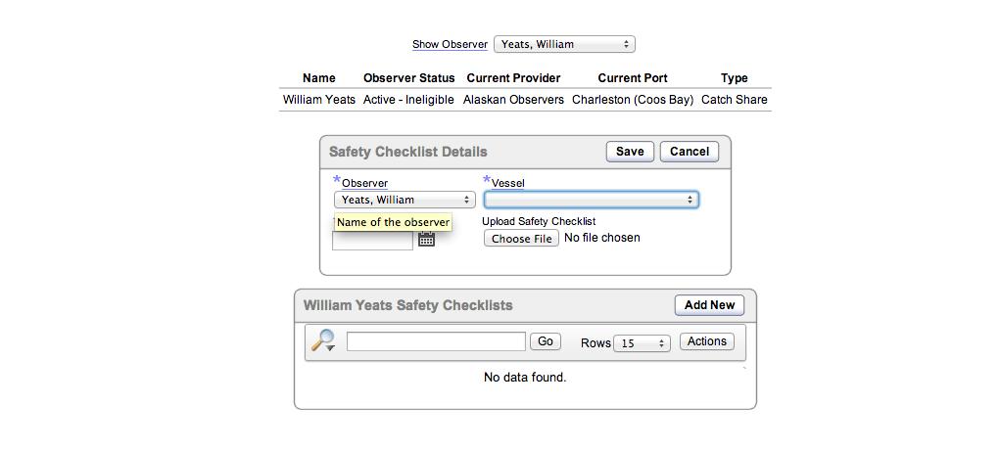 Show Observer Yeats, William
Name Observer Status Current Provider Current Port Type
William Yeats Active - Ineligible Alaskan Observers Charleston (Coos Bay) Catch Share
Safety Checklist Details Save Cancel
*Observer *Vessel
Yeats, William
Name of the observer Upload Safety Checklist
Choose File No file chosen
William Yeats Safety Checklists Add New
Go Rows 15 Actions
No data found.